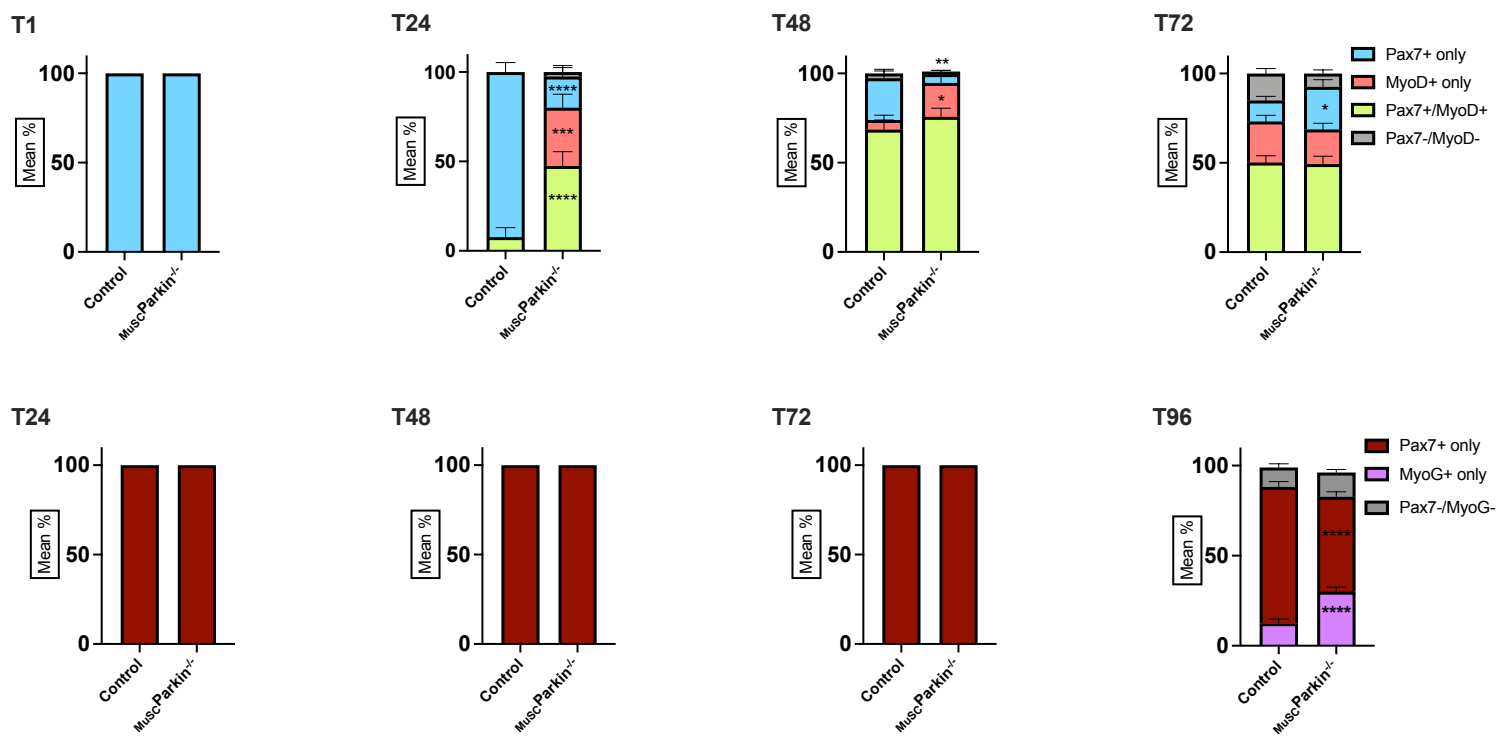 T1
T24
T48
T72
100
50
0
Mean %
Control
MuSCParkin-/-
100
50
0
Mean %
****
***
****
Control
MuSCParkin-/-
100
50
0
Mean %
**
*
Control
MuSCParkin-/-
100
50
0
Mean %
*
Control
MuSCParkin-/-
Pax7+ only
MyoD+ only
Pax7+/MyoD+
Pax7-/MyoD-
T24
T48
T72
T96
100
50
0
Mean %
Control
MuSCParkin-/-
100
50
0
Mean %
Control
MuSCParkin-/-
100
50
0
Mean %
Control
MuSCParkin-/-
100
50
0
Mean %
****
****
Control
MuSCParkin-/-
Pax7+ only
MyoG+ only
Pax7-/MyoG-